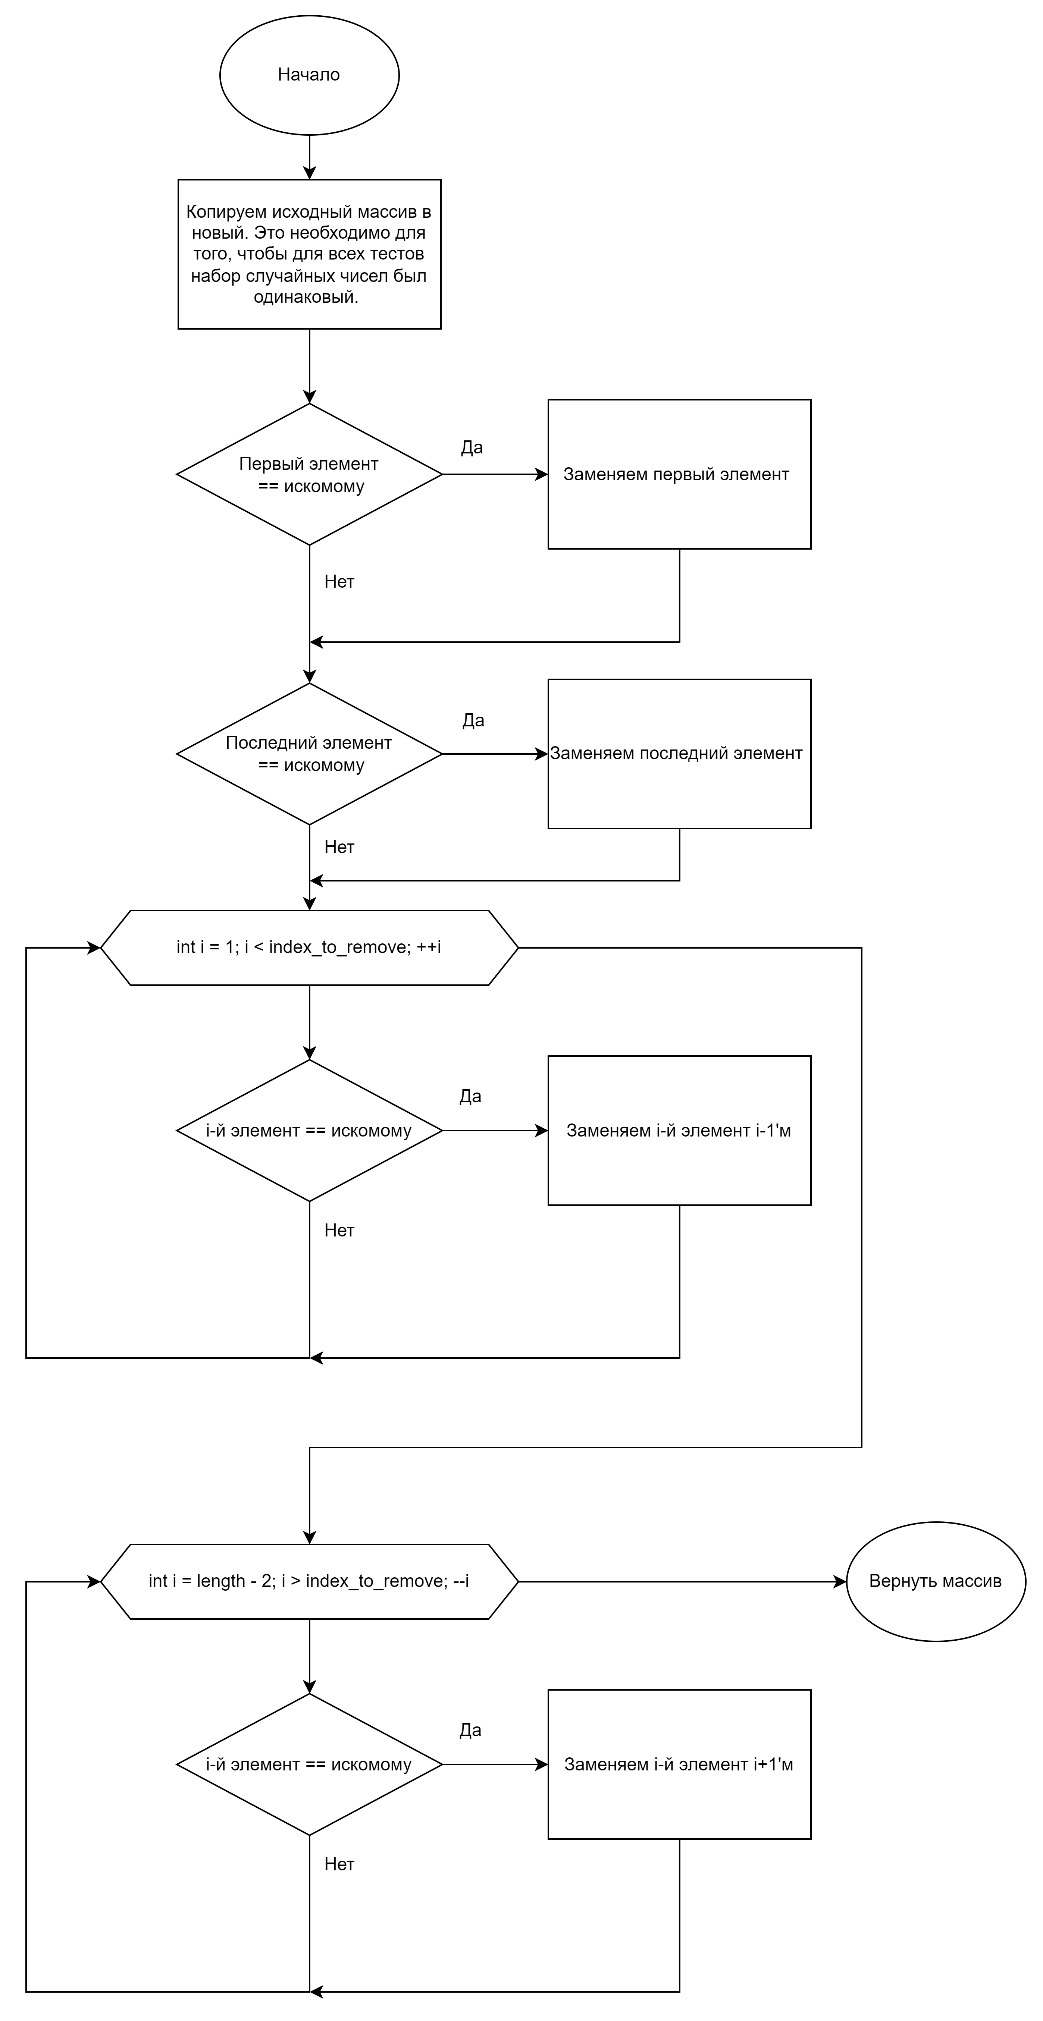 Начало
Копируем исходный массив в
новый. Это необходимо для
того, чтобы для всех тестов
набор случайных чисел был
одинаковый.
Первый элемент
== искомому
Да
Заменяем первый элемент
Нет
Последний элемент
== искомому
Да
Заменяем последний элемент
Нет
int i = 1; i < index_to_remove; ++i
i-й элемент == искомому
Да
Заменяем i-й элемент i-1'м
Нет
int i = length - 2; i > index_to_remove; --i
Вернуть массив
i-й элемент == искомому
Да
Заменяем i-й элемент i+1'м
Нет